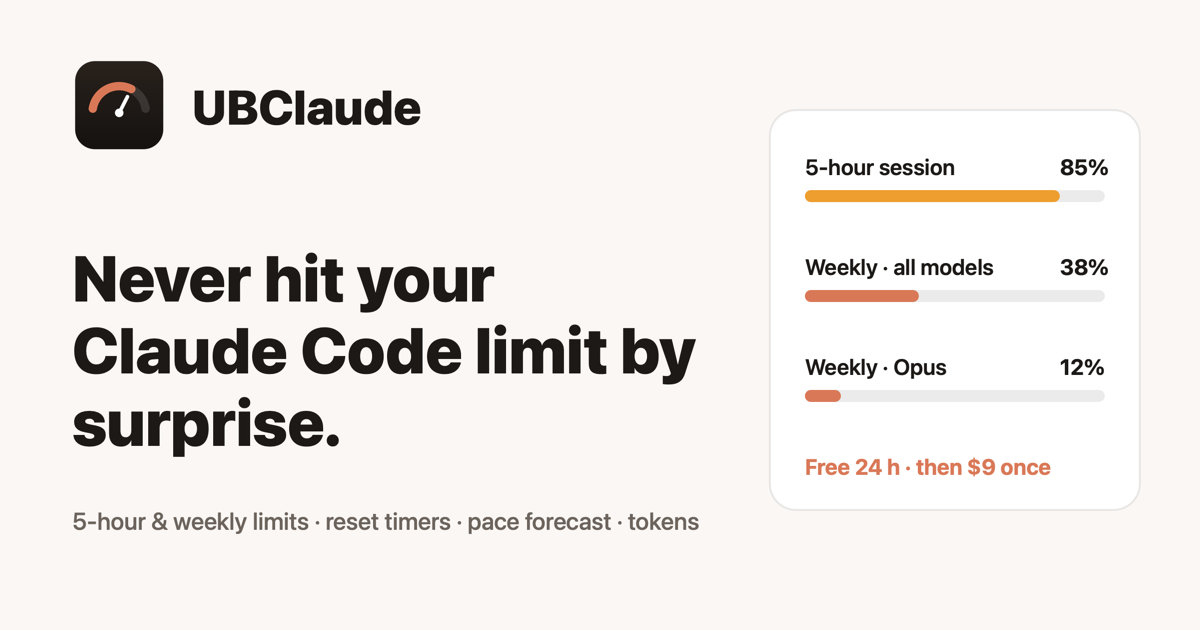 UBClaude
Never hit your
Claude Code limit by
surprise.
5-hour & weekly limits · reset timers · pace forecast · tokens
5-hour session 85%
Weekly · all models 38%
Weekly · Opus 12%
Free 24 h · then $9 once